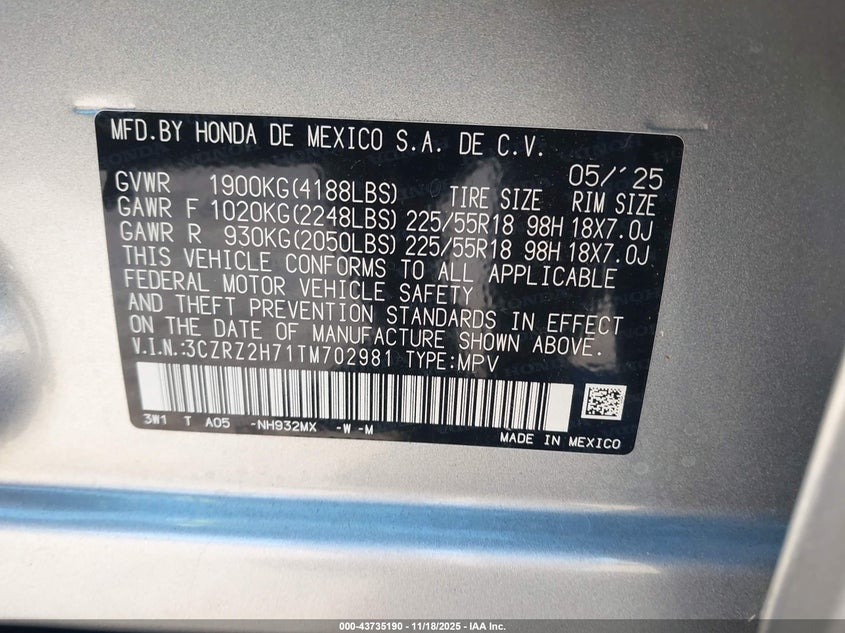 MFD.BY HONDA DE MEXICO S.A. DE C.V.
05/'25
GVWR 1900KG(4188LBS) TIRE SIZE RIM SIZE
GAWR F 1020KG(2248LBS) 225/55R18 98H 18X7.0J
GAWR R 930KG(2050LBS) 225/55R18 98H 18X7.0J
THIS VEHICLE CONFORMS TO ALL APPLICABLE
FEDERAL MOTOR VEHICLE SAFETY
AND THEFT PREVENTION STANDARDS IN EFFECT
ON THE DATE OF MANUFACTURE SHOWN ABOVE.
V.I.N.:3CZRZ2H71TM702981 TYPE:MPV
3W1 T A05 -NH932MX -W -M
MADE IN MEXICO
000-43735190 - 11/18/2025 - IAA Inc.